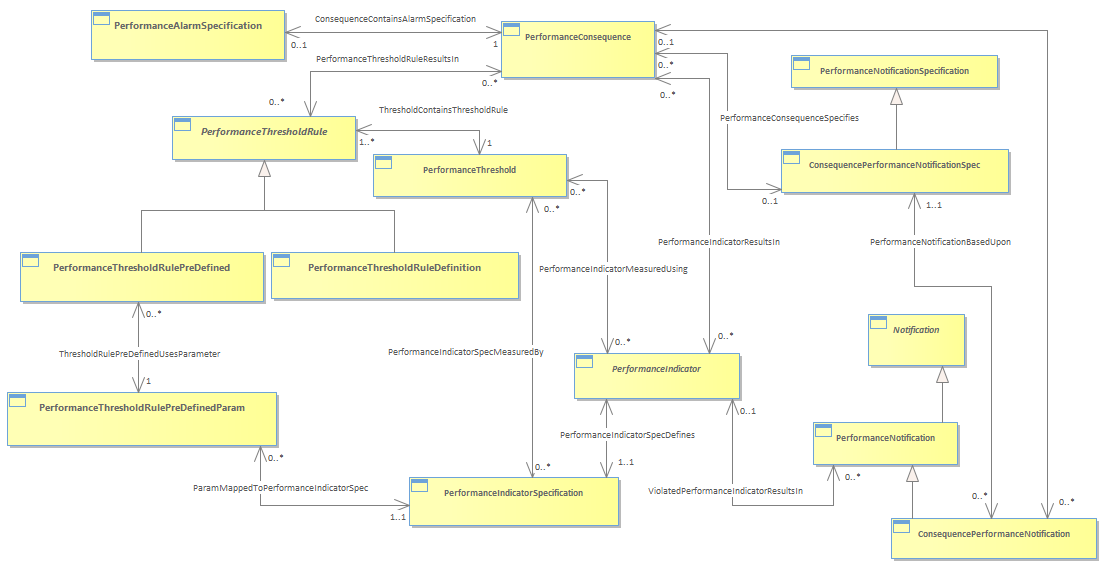 ConsequenceContainsAlarmSpecification
PerformanceAlarmSpecification
0..1
1
PerformanceConsequence
0..1
0..*
0..*
PerformanceThresholdRuleResultsIn
0..*
0..*
PerformanceNotificationSpecification
ThresholdContainsThresholdRule
PerformanceConsequenceSpecifies
PerformanceThresholdRule
1..*
1
PerformanceThreshold
ConsequencePerformanceNotificationSpec
0..*
0..*
0..1
1..1
PerformanceIndicatorResultsIn
PerformanceNotificationBasedUpon
PerformanceThresholdRulePreDefined
PerformanceThresholdRuleDefinition
PerformanceIndicatorMeasuredUsing
0..*
Notification
0..*
0..*
ThresholdRulePreDefinedUsesParameter
PerformanceIndicatorSpecMeasuredBy
PerformanceIndicator
1
PerformanceThresholdRulePreDefinedParam
0..1
PerformanceIndicatorSpecDefines
PerformanceNotification
0..*
1..1
0..*
0..*
ParamMappedToPerformanceIndicatorSpec
PerformanceIndicatorSpecification
ViolatedPerformanceIndicatorResultsIn
0..*
0..*
1..1
ConsequencePerformanceNotification